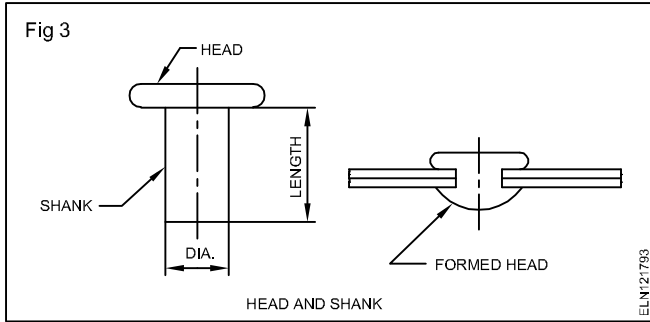 Fig 3
HEAD
LENGTH
SHANK
DIA.
FORMED HEAD
HEAD AND SHANK
ELN121793